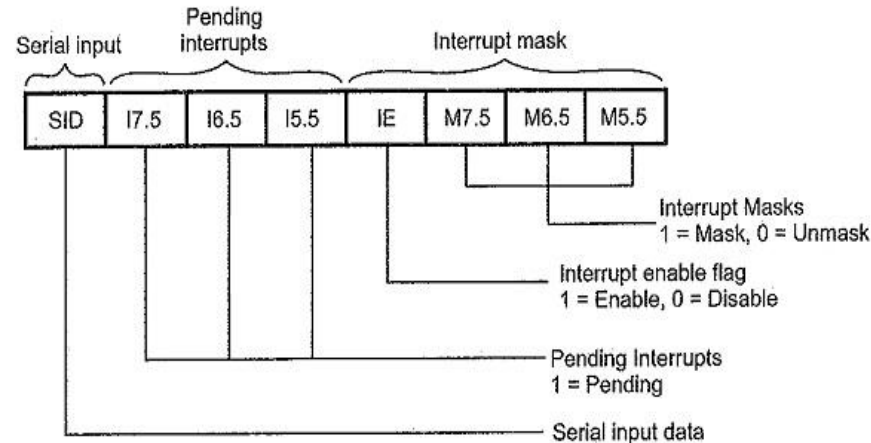 Serial input
Pending
interrupts
Interrupt mask
SID I7.5 I6.5 I5.5 IE M7.5 M6.5 M5.5
Interrupt Masks
1 = Mask, 0 = Unmask
Interrupt enable flag
1 = Enable, 0 = Disable
Pending Interrupts
1 = Pending
Serial input data